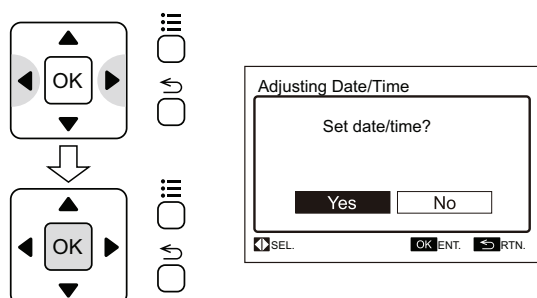 OK
OK
Adjusting Date/Time
Set date/time?
Yes No
SEL. OK ENT. RTN.